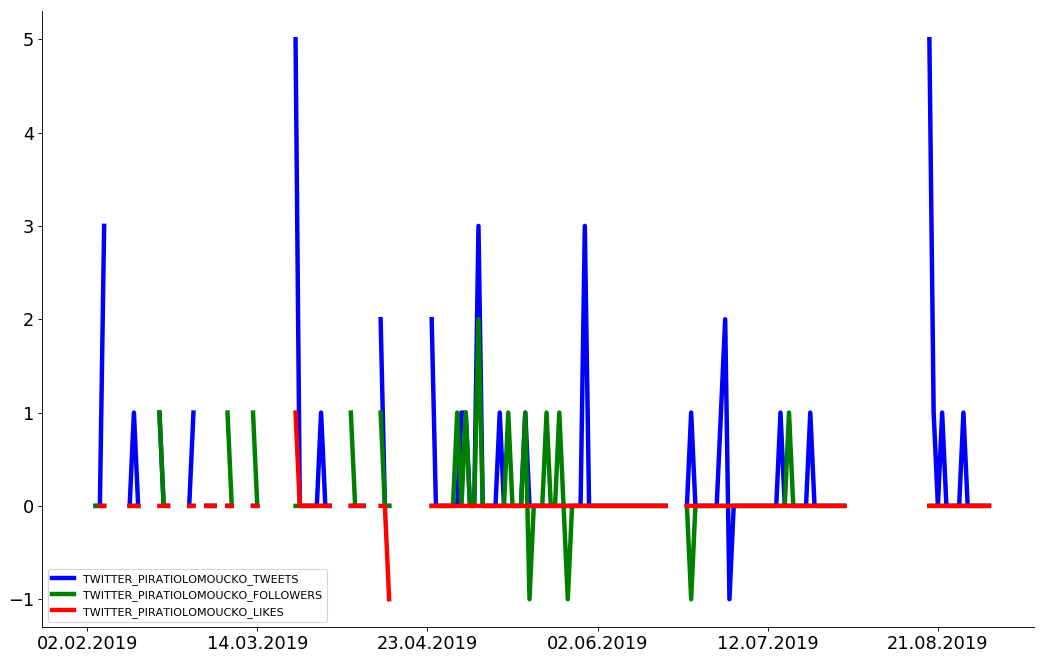 5
4
3
2
1
0
−1
TWITTER_PIRATIOLOMOUCKO_TWEETS
TWITTER_PIRATIOLOMOUCKO_FOLLOWERS
TWITTER_PIRATIOLOMOUCKO_LIKES
02.02.2019 14.03.2019 23.04.2019 02.06.2019 12.07.2019 21.08.2019